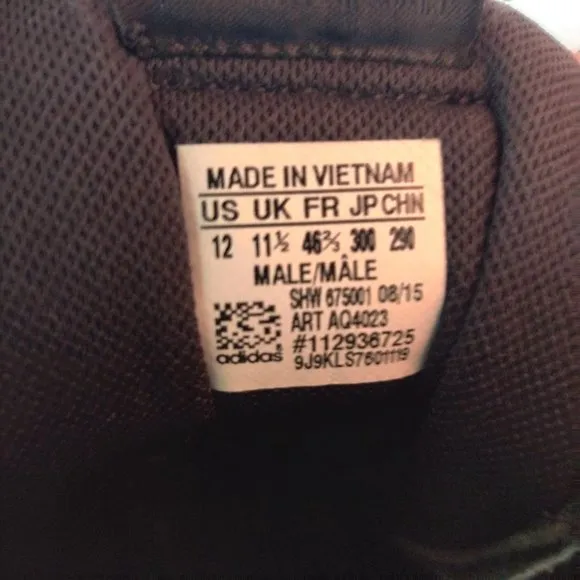 MADE IN VIETNAM
US UK FR JP CHN
12 11½ 46⅔ 300 290
MALE/MÂLE
SHW 675001 08/15
ART AQ4023
#112936725
adidas 9J9KLS7601119